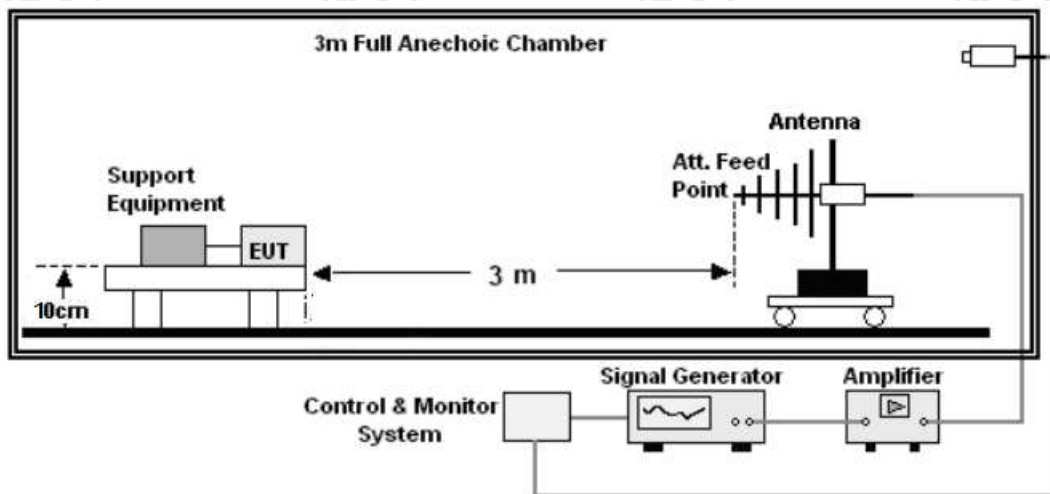 3m Full Anechoic Chamber
Antenna
Att. Feed
Point
Support
Equipment
EUT
3 m
10cm
Signal Generator
Amplifier
Control & Monitor
System